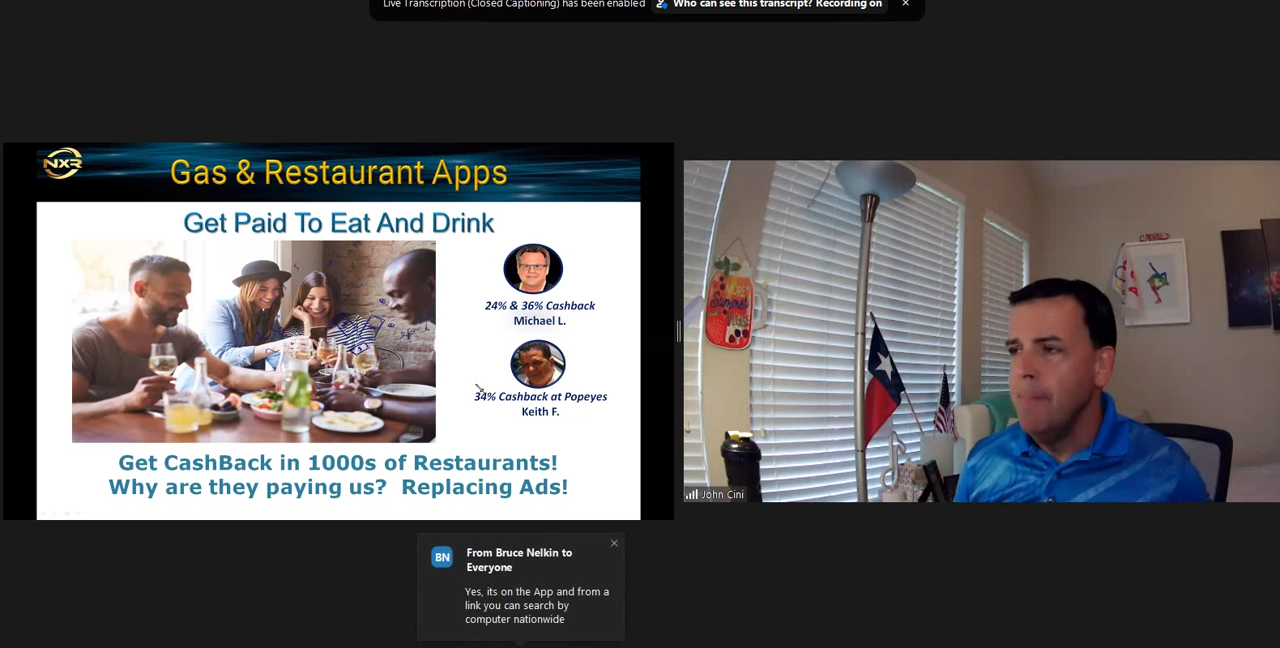 Live Transcription (Closed Captioning) has been enabled
Who can see this transcript? Recording on
NXR
Gas & Restaurant Apps
Get Paid To Eat And Drink
24% & 36% Cashback
Michael L.
34% Cashback at Popeyes
Keith F.
Get CashBack in 1000s of Restaurants!
Why are they paying us? Replacing Ads!
John Cini
BN
From Bruce Nelkin to
Everyone
Yes, its on the App and from a
link you can search by
computer nationwide